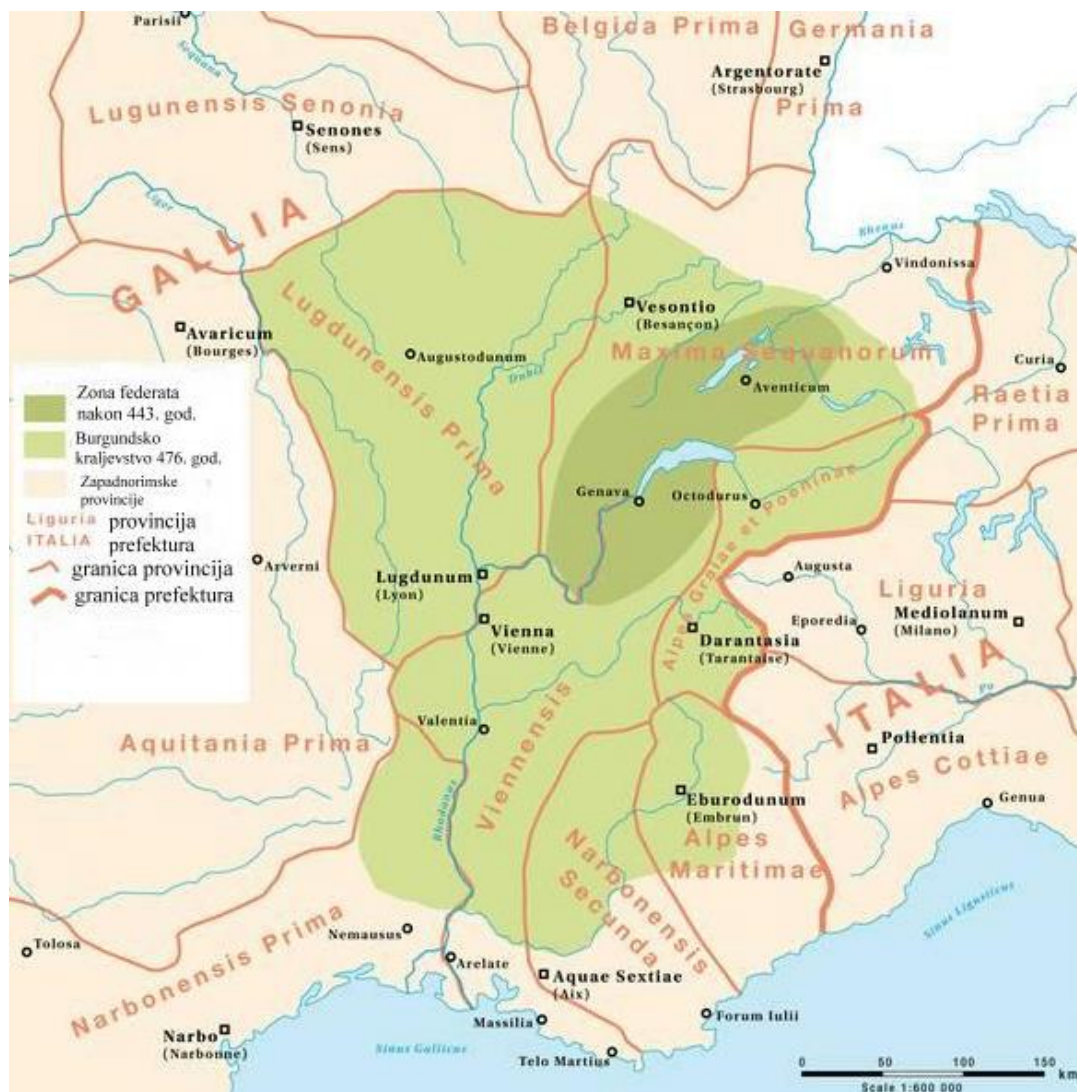 Parisii
Sequana
Belgica Prima
Germania
Prima
Argentorate
(Strasbourg)
Lugunensis Senonia
Senones
(Sens)
Liger
GALLIA
Rhenus
Vindonissa
Avaricum
(Bourges)
Lugdunensis Prima
Augustodunum
Vesontio
(Besançon)
Dubis
Maxima Sequanorum
Aventicum
Curia
Raetia
Prima
Zona federata
nakon 443. god.
Burgundsko
kraljevstvo 476. god.
Zapadnorimske
provincije
Liguria provincija
ITALIA prefektura
granica provincija
granica prefektura
Genava
Octodurus
Alpes Graiae et Poeninae
Arverni
Lugdunum
(Lyon)
Vienna
(Vienne)
Augusta
Eporedia
Liguria
Mediolanum
(Milano)
Darantasia
(Tarantaise)
ITALIA
Po
Aquitania Prima
Valentia
Viennensis
Rhodanus
Pollentia
Alpes Cottiae
Genua
Eburodunum
(Embrun)
Alpes
Maritimae
Narbonensis
Secunda
Narbonensis Prima
Tolosa
Nemausus
Arelate
Aquae Sextiae
(Aix)
Sinus Ligusticus
Narbo
(Narbonne)
Sinus Gallicus
Massilia
Telo Martius
Forum Iulii
0 50 100 150 km
Scale 1:600 000